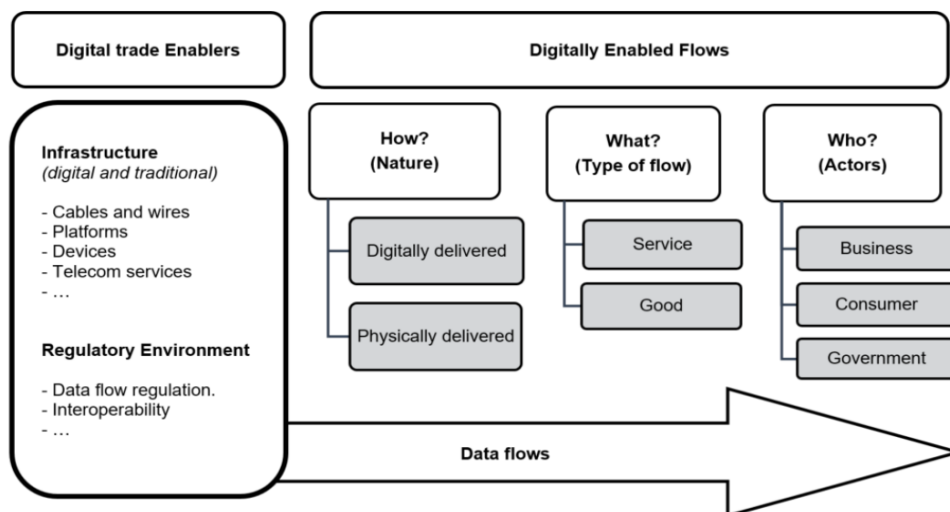 Digital trade Enablers
Digitally Enabled Flows
Infrastructure
(digital and traditional)
- Cables and wires
- Platforms
- Devices
- Telecom services
- ...
Regulatory Environment
- Data flow regulation.
- Interoperability
- ...
How?
(Nature)
Digitally delivered
Physically delivered
What?
(Type of flow)
Service
Good
Who?
(Actors)
Business
Consumer
Government
Data flows